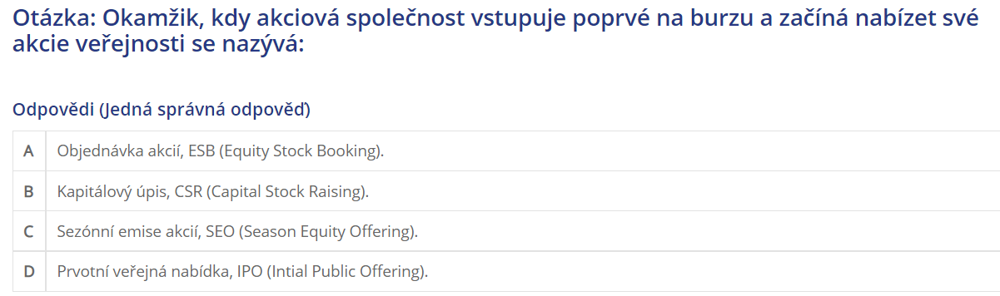 Otázka: Okamžik, kdy akciová společnost vstupuje poprvé na burzu a začíná nabízet své
akcie veřejnosti se nazývá:
Odpovědi (Jedná správná odpověď)
A Objednávka akcií, ESB (Equity Stock Booking).
B Kapitálový úpis, CSR (Capital Stock Raising).
C Sezónní emise akcií, SEO (Season Equity Offering).
D Prvotní veřejná nabídka, IPO (Intial Public Offering).